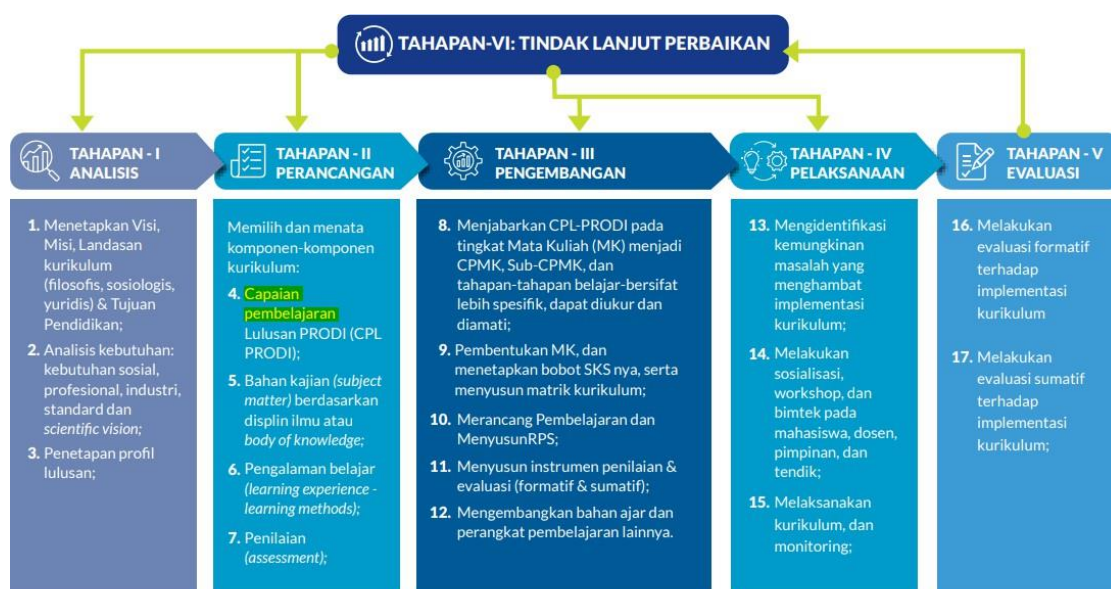 TAHAPAN-VI: TINDAK LANJUT PERBAIKAN
TAHAPAN - I
ANALISIS
1. Menetapkan Visi,
Misi, Landasan
kurikulum
(filosofis, sosiologis,
yuridis) & Tujuan
Pendidikan;
2. Analisis kebutuhan:
kebutuhan sosial,
profesional, industri,
standard dan
scientific vision;
3. Penetapan profil
lulusan;
TAHAPAN - II
PERANCANGAN
Memilih dan menata
komponen-komponen
kurikulum:
4. Capaian
pembelajaran
Lulusan PRODI (CPL
PRODI);
5. Bahan kajian (subject
matter) berdasarkan
displin ilmu atau
body of knowledge;
6. Pengalaman belajar
(learning experience -
learning methods);
7. Penilaian
(assessment);
TAHAPAN - III
PENGEMBANGAN
8. Menjabarkan CPL-PRODI pada
tingkat Mata Kuliah (MK) menjadi
CPMK, Sub-CPMK, dan
tahapan-tahapan belajar-bersifat
lebih spesifik, dapat diukur dan
diamati;
9. Pembentukan MK, dan
menetapkan bobot SKS nya, serta
menyusun matrik kurikulum;
10. Merancang Pembelajaran dan
MenyusunRPS;
11. Menyusun instrumen penilaian &
evaluasi (formatif & sumatif);
12. Mengembangkan bahan ajar dan
perangkat pembelajaran lainnya.
TAHAPAN - IV
PELAKSANAAN
13. Mengidentifikasi
kemungkinan
masalah yang
menghambat
implementasi
kurikulum;
14. Melakukan
sosialisasi,
workshop, dan
bimtek pada
mahasiswa, dosen,
pimpinan, dan
tendik;
15. Melaksanakan
kurikulum, dan
monitoring;
TAHAPAN - V
EVALUASI
16. Melakukan
evaluasi formatif
terhadap
implementasi
kurikulum
17. Melakukan
evaluasi sumatif
terhadap
implementasi
kurikulum;